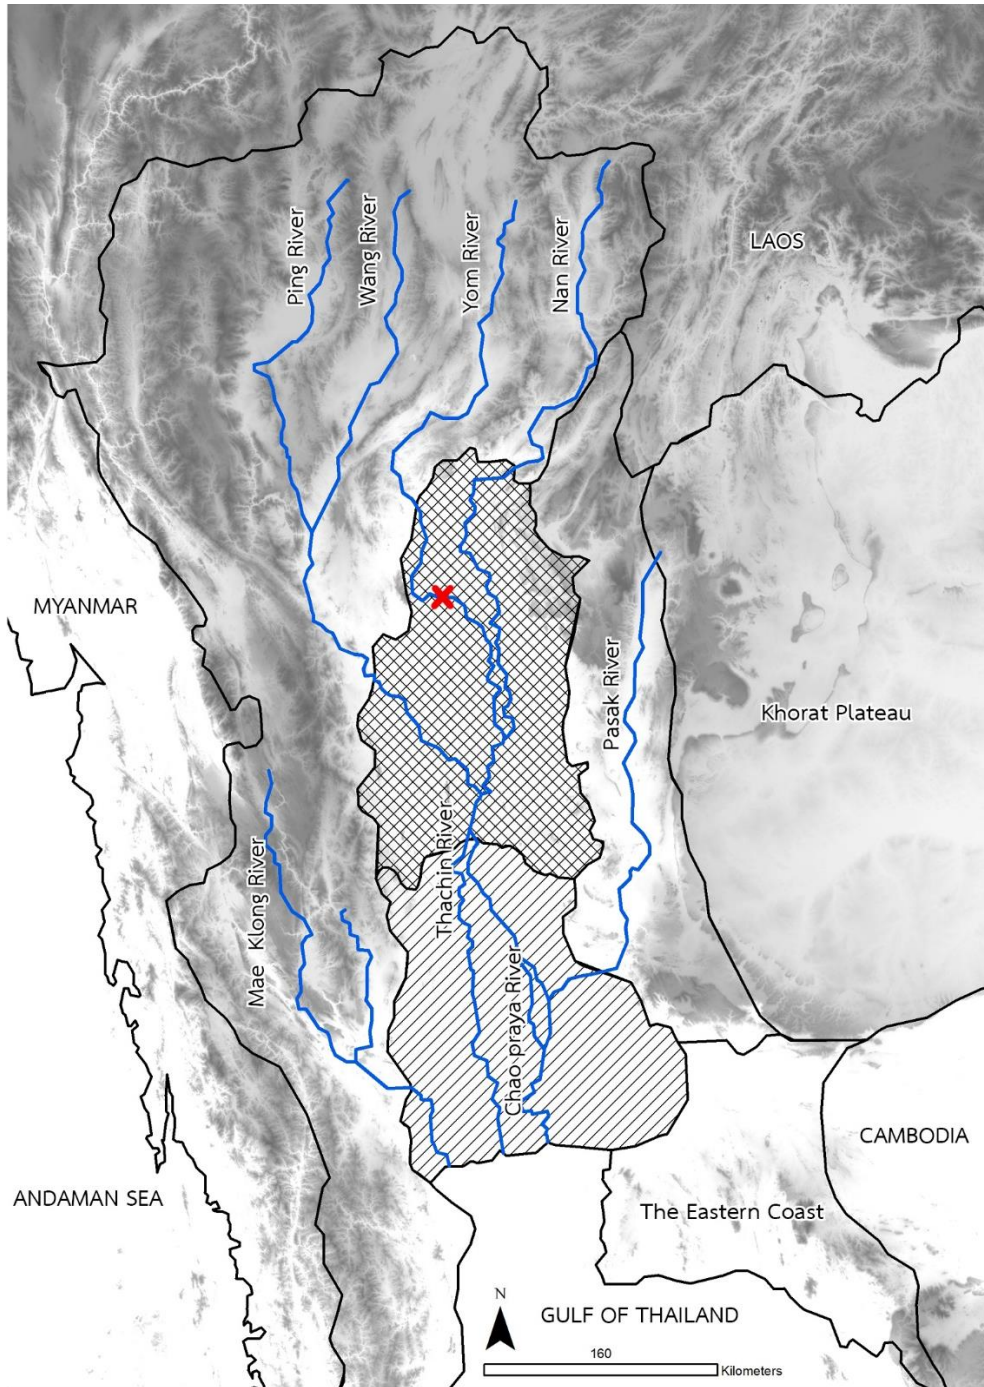 Ping River
Wang River
Yom River
Nan River
LAOS
MYANMAR
Pasak River
Khorat Plateau
Thachin River
Mae Klong River
Chao praya River
CAMBODIA
ANDAMAN SEA
The Eastern Coast
N
GULF OF THAILAND
160
Kilometers